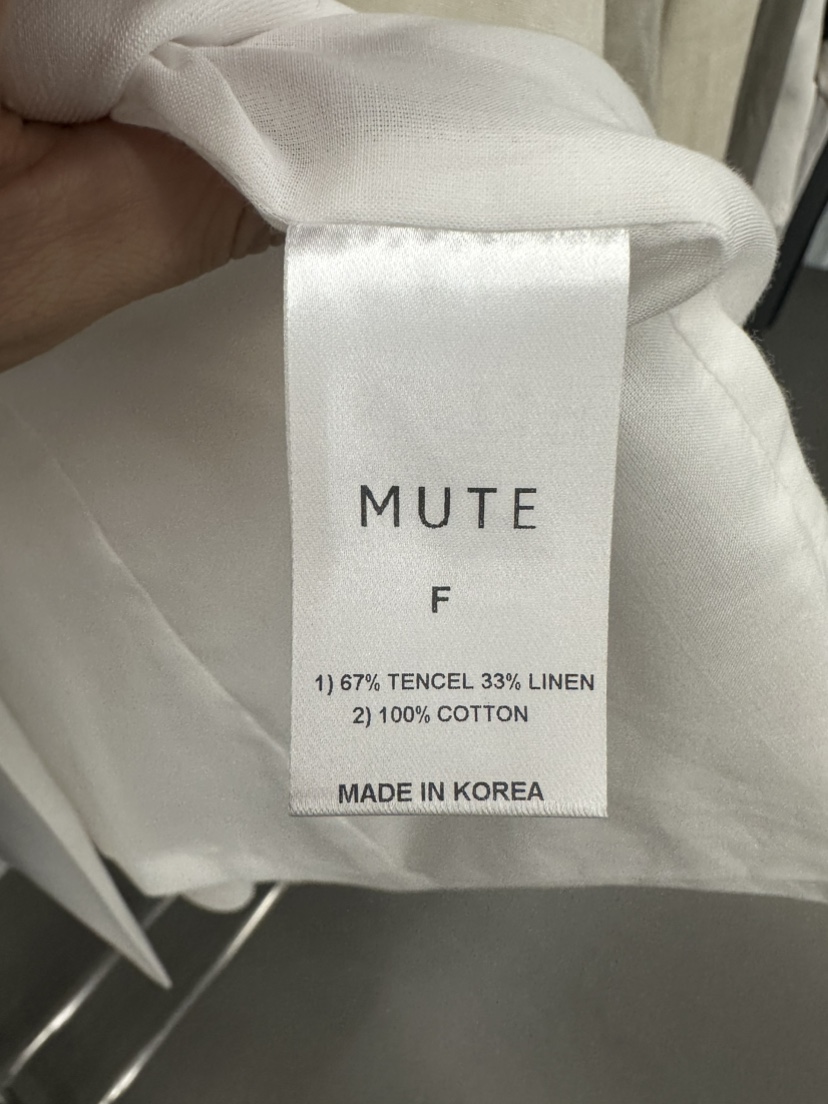 MUTE
F
1) 67% TENCEL 33% LINEN
2) 100% COTTON
MADE IN KOREA